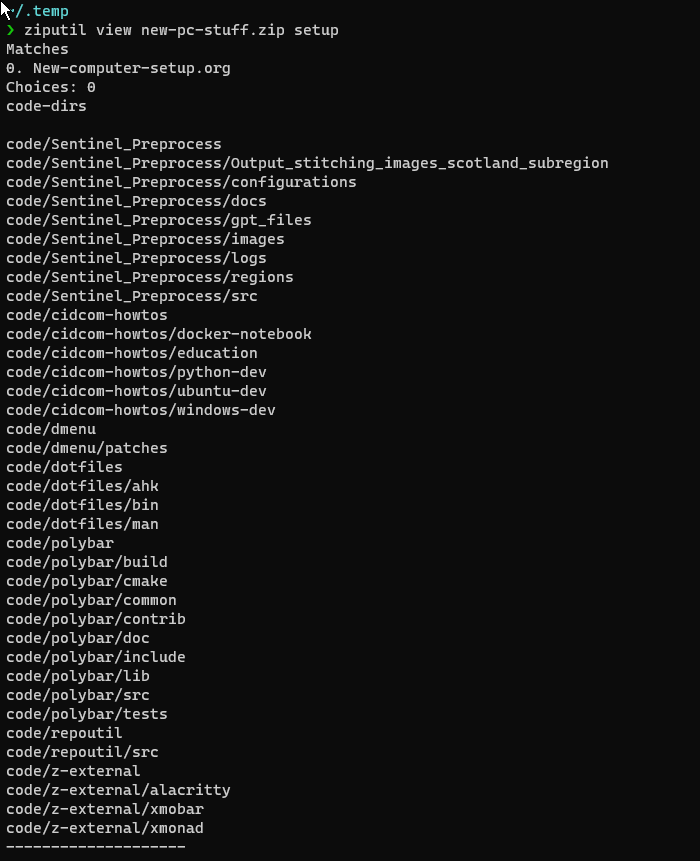 ~/.temp
❯ ziputil view new-pc-stuff.zip setup
Matches
0. New-computer-setup.org
Choices: 0
code-dirs
code/Sentinel_Preprocess
code/Sentinel_Preprocess/Output_stitching_images_scotland_subregion
code/Sentinel_Preprocess/configurations
code/Sentinel_Preprocess/docs
code/Sentinel_Preprocess/gpt_files
code/Sentinel_Preprocess/images
code/Sentinel_Preprocess/logs
code/Sentinel_Preprocess/regions
code/Sentinel_Preprocess/src
code/cidcom-howtos
code/cidcom-howtos/docker-notebook
code/cidcom-howtos/education
code/cidcom-howtos/python-dev
code/cidcom-howtos/ubuntu-dev
code/cidcom-howtos/windows-dev
code/dmenu
code/dmenu/patches
code/dotfiles
code/dotfiles/ahk
code/dotfiles/bin
code/dotfiles/man
code/polybar
code/polybar/build
code/polybar/cmake
code/polybar/common
code/polybar/contrib
code/polybar/doc
code/polybar/include
code/polybar/lib
code/polybar/src
code/polybar/tests
code/repoutil
code/repoutil/src
code/z-external
code/z-external/alacritty
code/z-external/xmobar
code/z-external/xmonad
--------------------